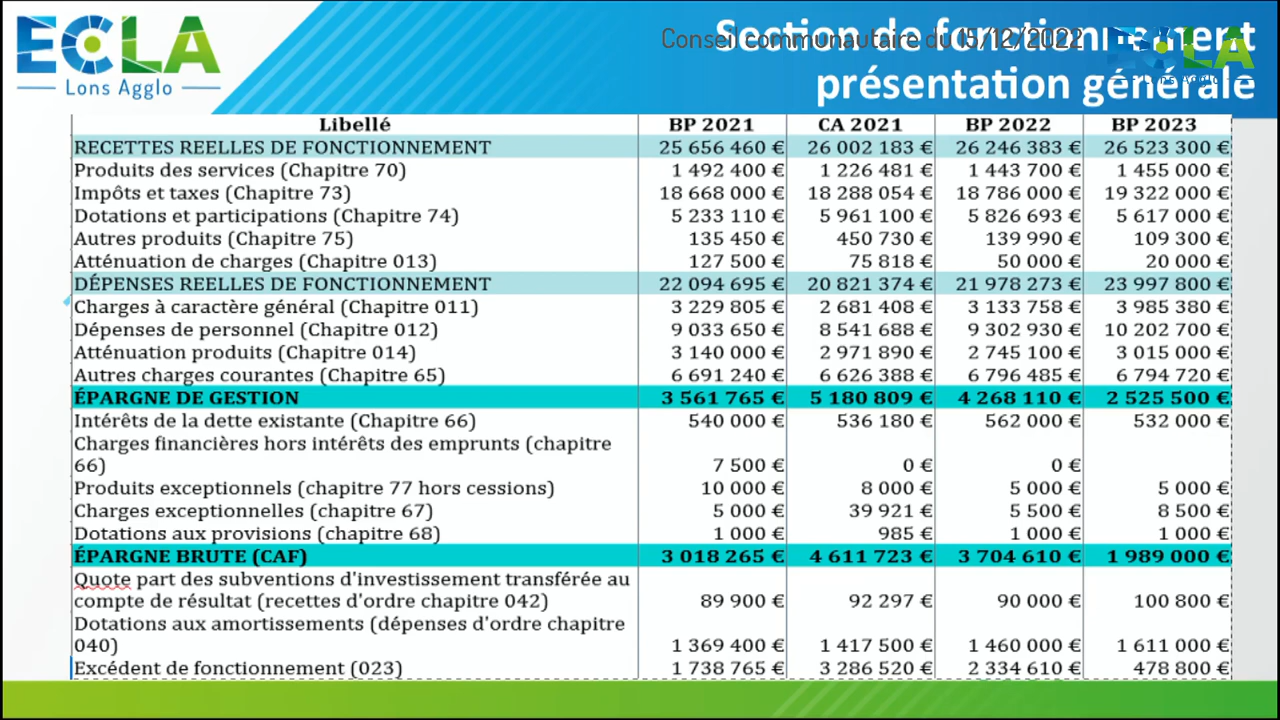 ECLA
Lons Agglo
Section de fonctionnement
présentation générale
Conseil communautaire du 15/12/2022
ECLA
Lons Agglo
Libellé BP 2021 CA 2021 BP 2022 BP 2023
RECETTES REELLES DE FONCTIONNEMENT 25 656 460 € 26 002 183 € 26 246 383 € 26 523 300 €
Produits des services (Chapitre 70) 1 492 400 € 1 226 481 € 1 443 700 € 1 455 000 €
Impôts et taxes (Chapitre 73) 18 668 000 € 18 288 054 € 18 786 000 € 19 322 000 €
Dotations et participations (Chapitre 74) 5 233 110 € 5 961 100 € 5 826 693 € 5 617 000 €
Autres produits (Chapitre 75) 135 450 € 450 730 € 139 990 € 109 300 €
Atténuation de charges (Chapitre 013) 127 500 € 75 818 € 50 000 € 20 000 €
DÉPENSES REELLES DE FONCTIONNEMENT 22 094 695 € 20 821 374 € 21 978 273 € 23 997 800 €
Charges à caractère général (Chapitre 011) 3 229 805 € 2 681 408 € 3 133 758 € 3 985 380 €
Dépenses de personnel (Chapitre 012) 9 033 650 € 8 541 688 € 9 302 930 € 10 202 700 €
Atténuation produits (Chapitre 014) 3 140 000 € 2 971 890 € 2 745 100 € 3 015 000 €
Autres charges courantes (Chapitre 65) 6 691 240 € 6 626 388 € 6 796 485 € 6 794 720 €
ÉPARGNE DE GESTION 3 561 765 € 5 180 809 € 4 268 110 € 2 525 500 €
Intérêts de la dette existante (Chapitre 66) 540 000 € 536 180 € 562 000 € 532 000 €
Charges financières hors intérêts des emprunts (chapitre
66) 7 500 € 0 € 0 €
Produits exceptionnels (chapitre 77 hors cessions) 10 000 € 8 000 € 5 000 € 5 000 €
Charges exceptionnelles (chapitre 67) 5 000 € 39 921 € 5 500 € 8 500 €
Dotations aux provisions (chapitre 68) 1 000 € 985 € 1 000 € 1 000 €
ÉPARGNE BRUTE (CAF) 3 018 265 € 4 611 723 € 3 704 610 € 1 989 000 €
Quote part des subventions d'investissement transférée au
compte de résultat (recettes d'ordre chapitre 042) 89 900 € 92 297 € 90 000 € 100 800 €
Dotations aux amortissements (dépenses d'ordre chapitre
040) 1 369 400 € 1 417 500 € 1 460 000 € 1 611 000 €
Excédent de fonctionnement (023) 1 738 765 € 3 286 520 € 2 334 610 € 478 800 €